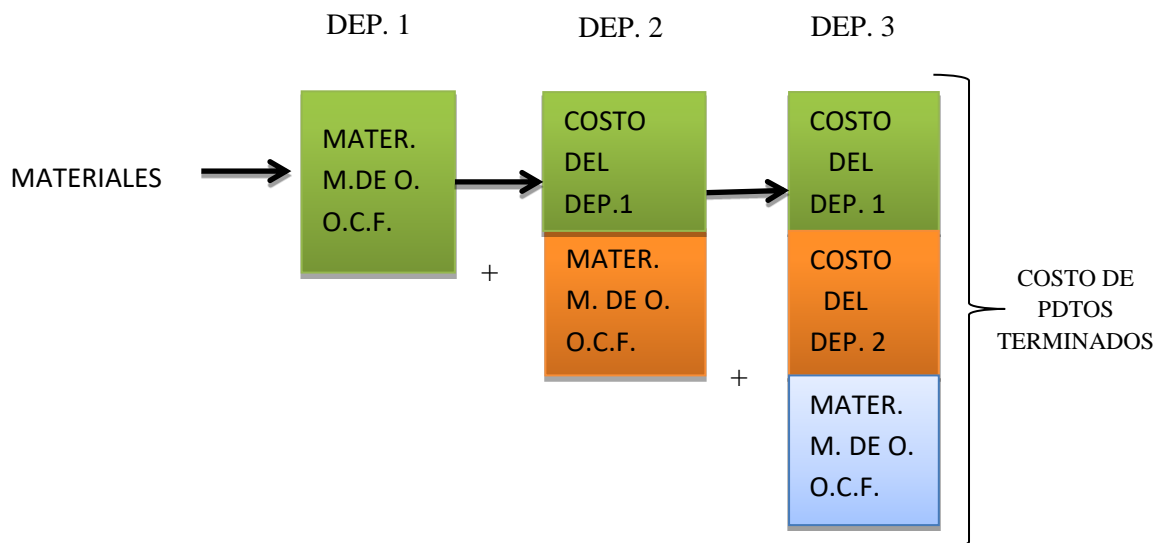 DEP. 1
DEP. 2
DEP. 3
MATERIALES
MATER.
M.DE O.
O.C.F.
+
COSTO
DEL
DEP.1
MATER.
M. DE O.
O.C.F.
+
COSTO
DEL
DEP. 1
COSTO
DEL
DEP. 2
MATER.
M. DE O.
O.C.F.
COSTO DE
PDTOS
TERMINADOS